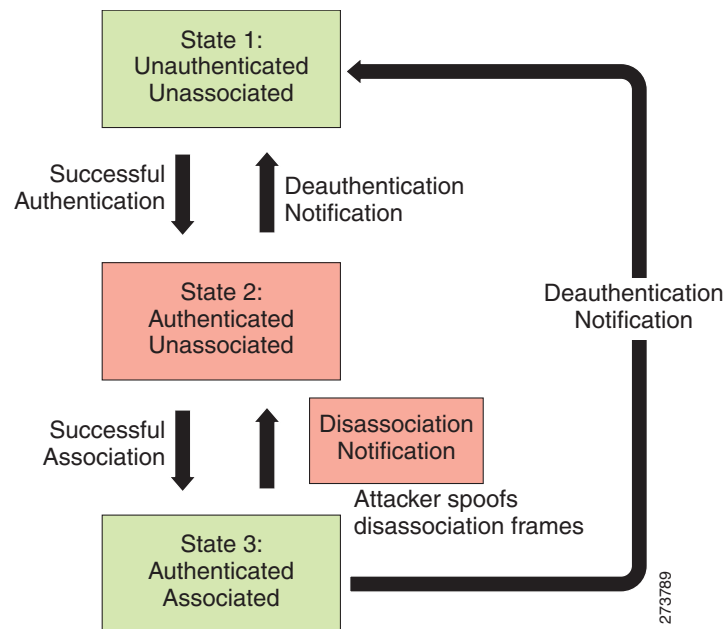 State 1:
Unauthenticated
Unassociated
Successful
Authentication
Deauthentication
Notification
State 2:
Authenticated
Unassociated
Deauthentication
Notification
Successful
Association
Disassociation
Notification
Attacker spoofs
disassociation frames
State 3:
Authenticated
Associated
273789